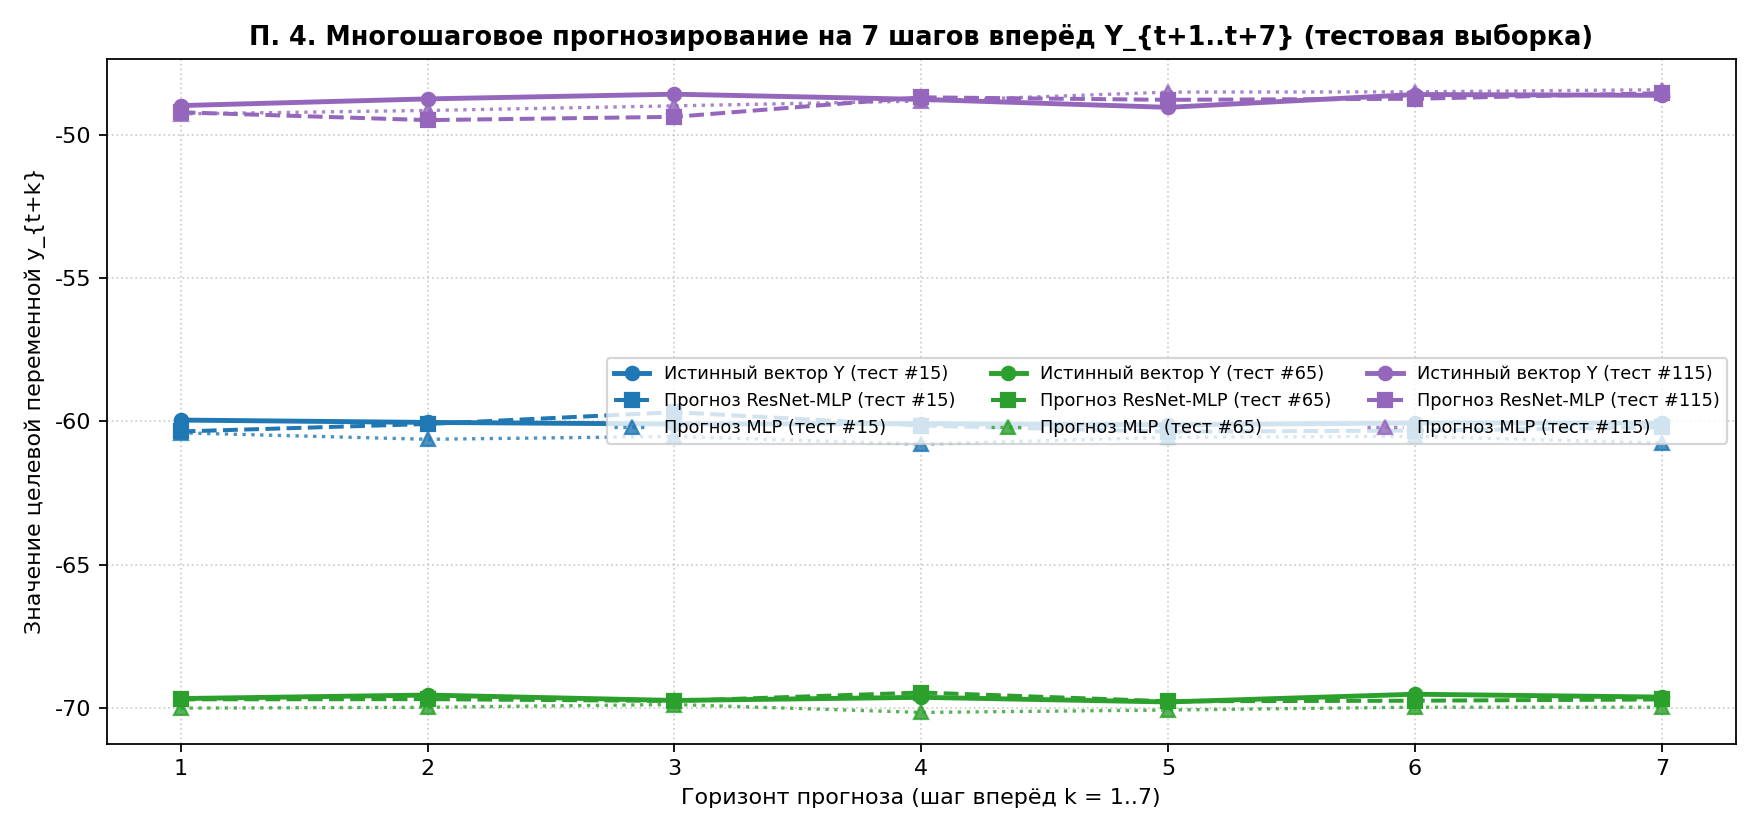 П. 4. Многошаговое прогнозирование на 7 шагов вперёд Y_{t+1..t+7} (тестовая выборка)
Значение целевой переменной y_{t+k}
-50
-55
-60
-65
-70
Истинный вектор Y (тест #15)
Прогноз ResNet-MLP (тест #15)
Прогноз MLP (тест #15)
Истинный вектор Y (тест #65)
Прогноз ResNet-MLP (тест #65)
Прогноз MLP (тест #65)
Истинный вектор Y (тест #115)
Прогноз ResNet-MLP (тест #115)
Прогноз MLP (тест #115)
1 2 3 4 5 6 7
Горизонт прогноза (шаг вперёд k = 1..7)